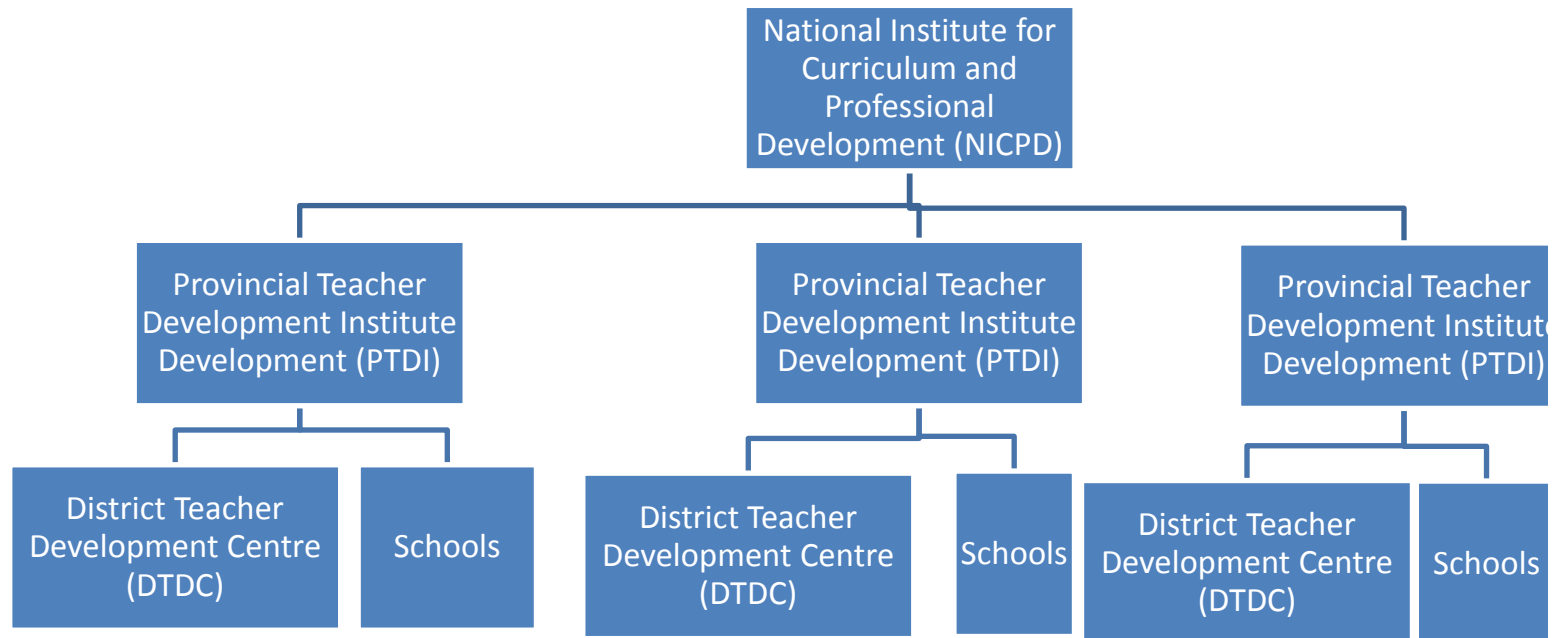 National Institute for
Curriculum and
Professional
Development (NICPD)
Provincial Teacher
Development Institute
Development (PTDI)
Provincial Teacher
Development Institute
Development (PTDI)
Provincial Teacher
Development Institute
Development (PTDI)
District Teacher
Development Centre
(DTDC)
Schools
District Teacher
Development Centre
(DTDC)
Schools
District Teacher
Development Centre
(DTDC)
Schools